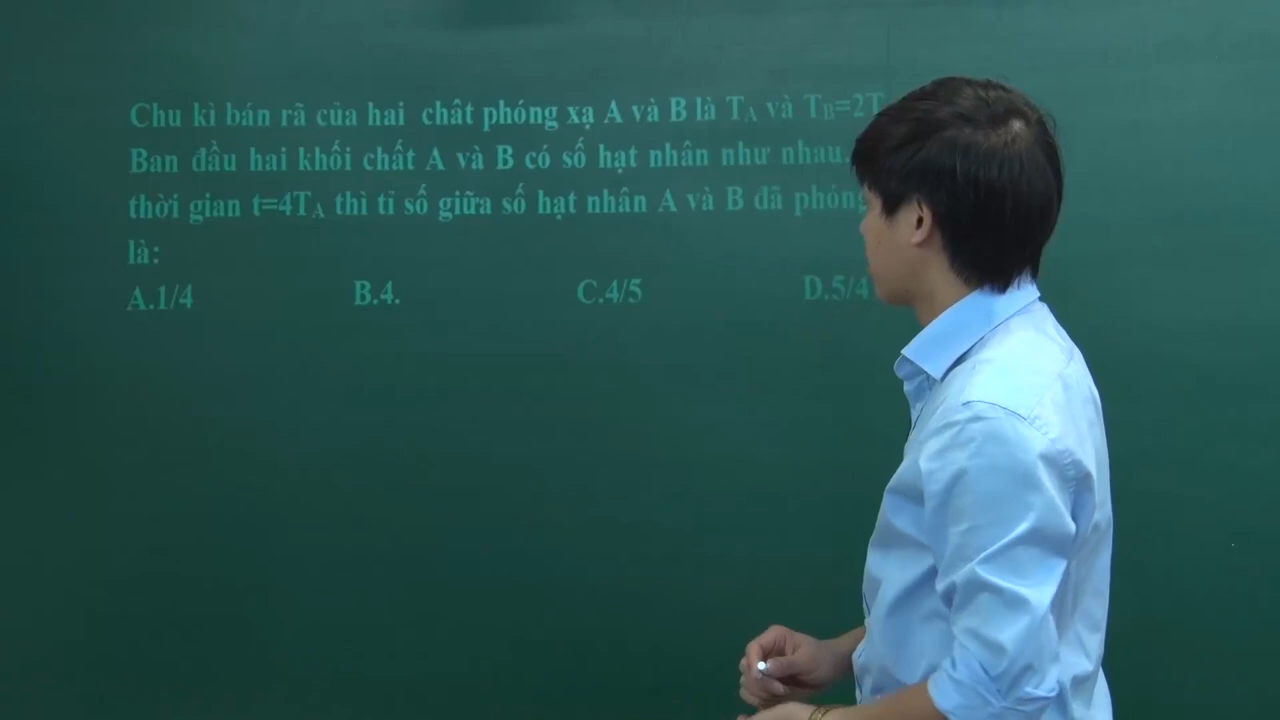 Chu kì bán rã của hai chât phóng xạ A và B là TA và TB=2T
Ban đầu hai khối chất A và B có số hạt nhân như nhau.
thời gian t=4TA thì tỉ số giữa số hạt nhân A và B đã phóng
là:
A.1/4 B.4. C.4/5 D.5/4